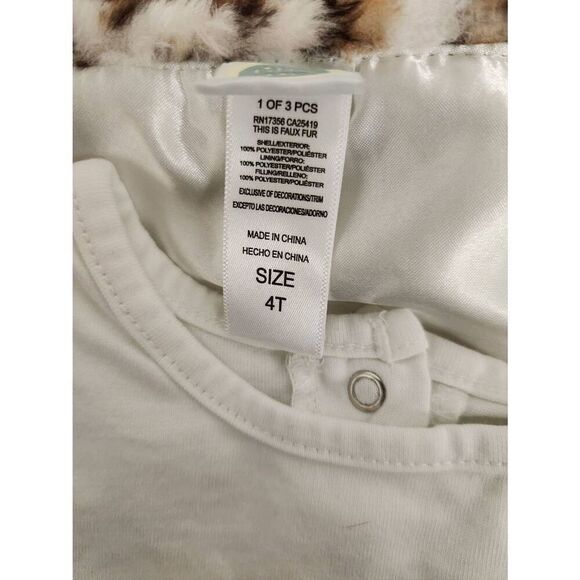 1 OF 3 PCS
RN17356 CA25419
THIS IS FAUX FUR
SHELL/EXTERIOR:
100% POLYESTER/POLIÉSTER
LINING/FORRO:
100% POLYESTER/POLIÉSTER
FILLING/RELLENO:
100% POLYESTER/POLIÉSTER
EXCLUSIVE OF DECORATIONS/TRIM
EXCEPTO LAS DECORACIONES/ADORNO
MADE IN CHINA
HECHO EN CHINA
SIZE
4T